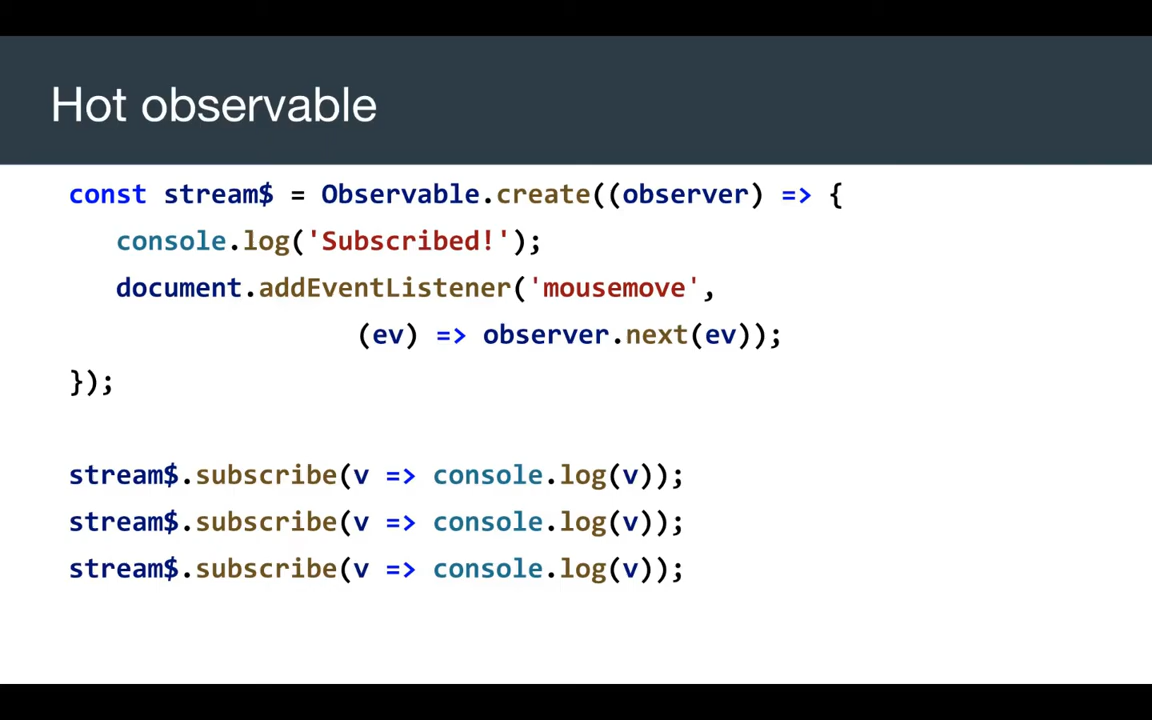 Hot observable
const stream$ = Observable.create((observer) => {
console.log('Subscribed!');
document.addEventListener('mousemove',
(ev) => observer.next(ev));
});
stream$.subscribe(v => console.log(v));
stream$.subscribe(v => console.log(v));
stream$.subscribe(v => console.log(v));